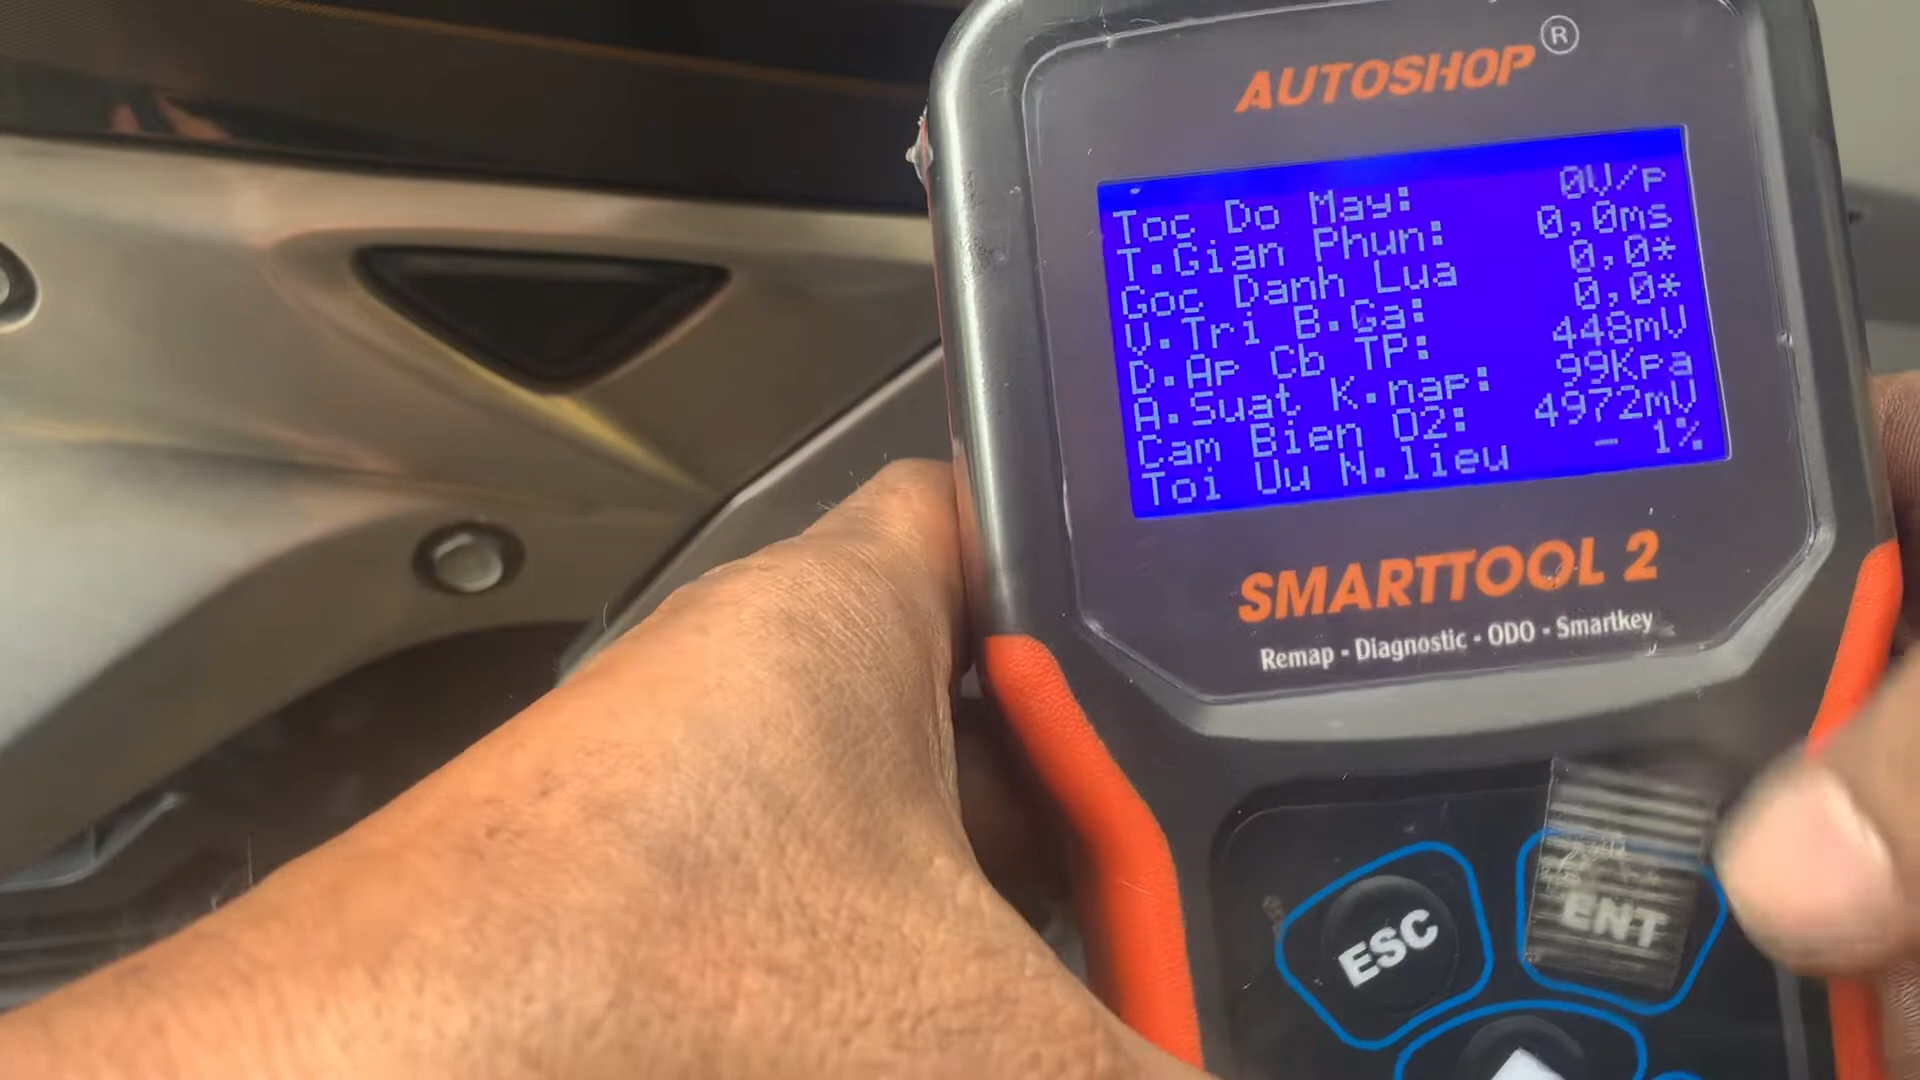 AUTOSHOP®
Toc Do May: 0V/p
T.Gian Phun: 0,0ms
Goc Danh Lua 0,0*
V.Tri B.Ga: 0,0*
D.Ap Cb TP: 448mV
A.Suat K.nap: 99Kpa
Cam Bien O2: 4972mV
Toi Uu N.lieu - 1%
SMARTTOOL 2
Remap - Diagnostic - ODO - Smartkey
ESC
ENT